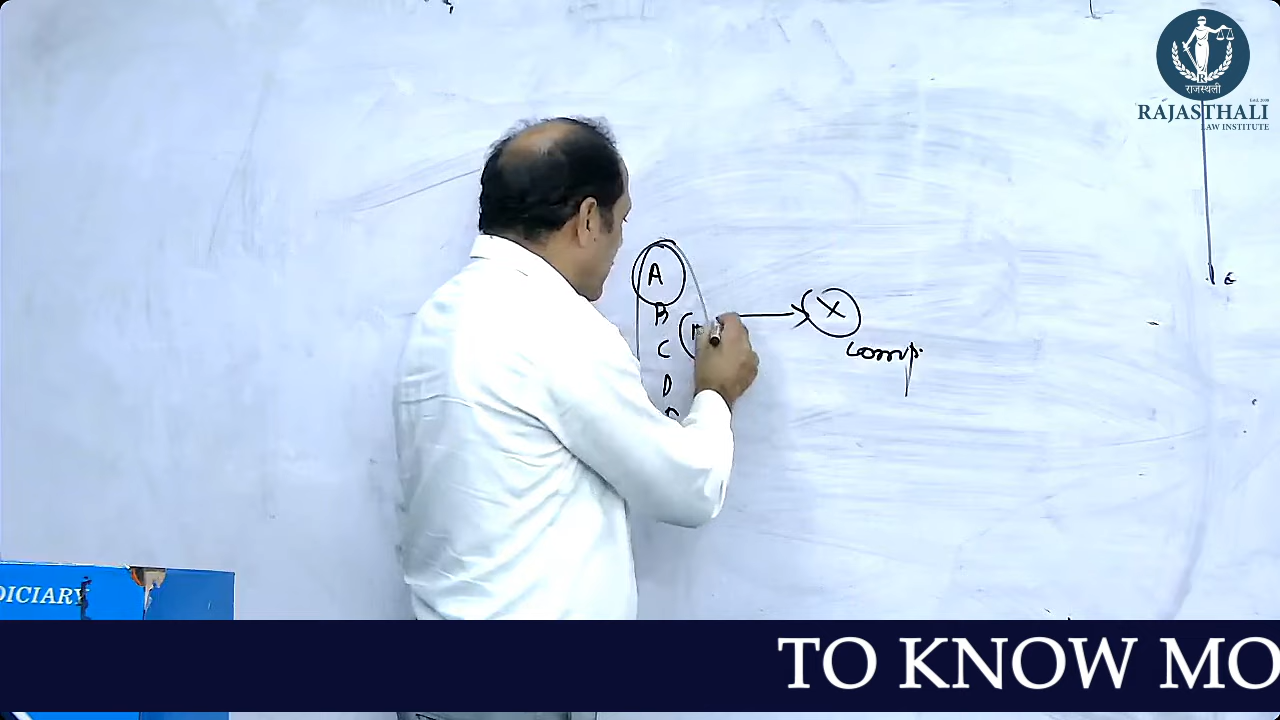 राजस्थली
RAJASTHALI
LAW INSTITUTE
A
B
C
D
X
comp.
DICIARY
TO KNOW MO